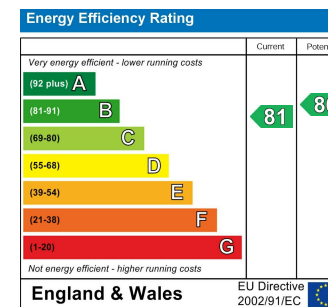 Energy Efficiency Rating
Current
Very energy efficient - lower running costs
(92 plus) A
(81-91) B
81
(69-80) C
(55-68) D
(39-54) E
(21-38) F
(1-20) G
Not energy efficient - higher running costs
England & Wales
EU Directive
2002/91/EC